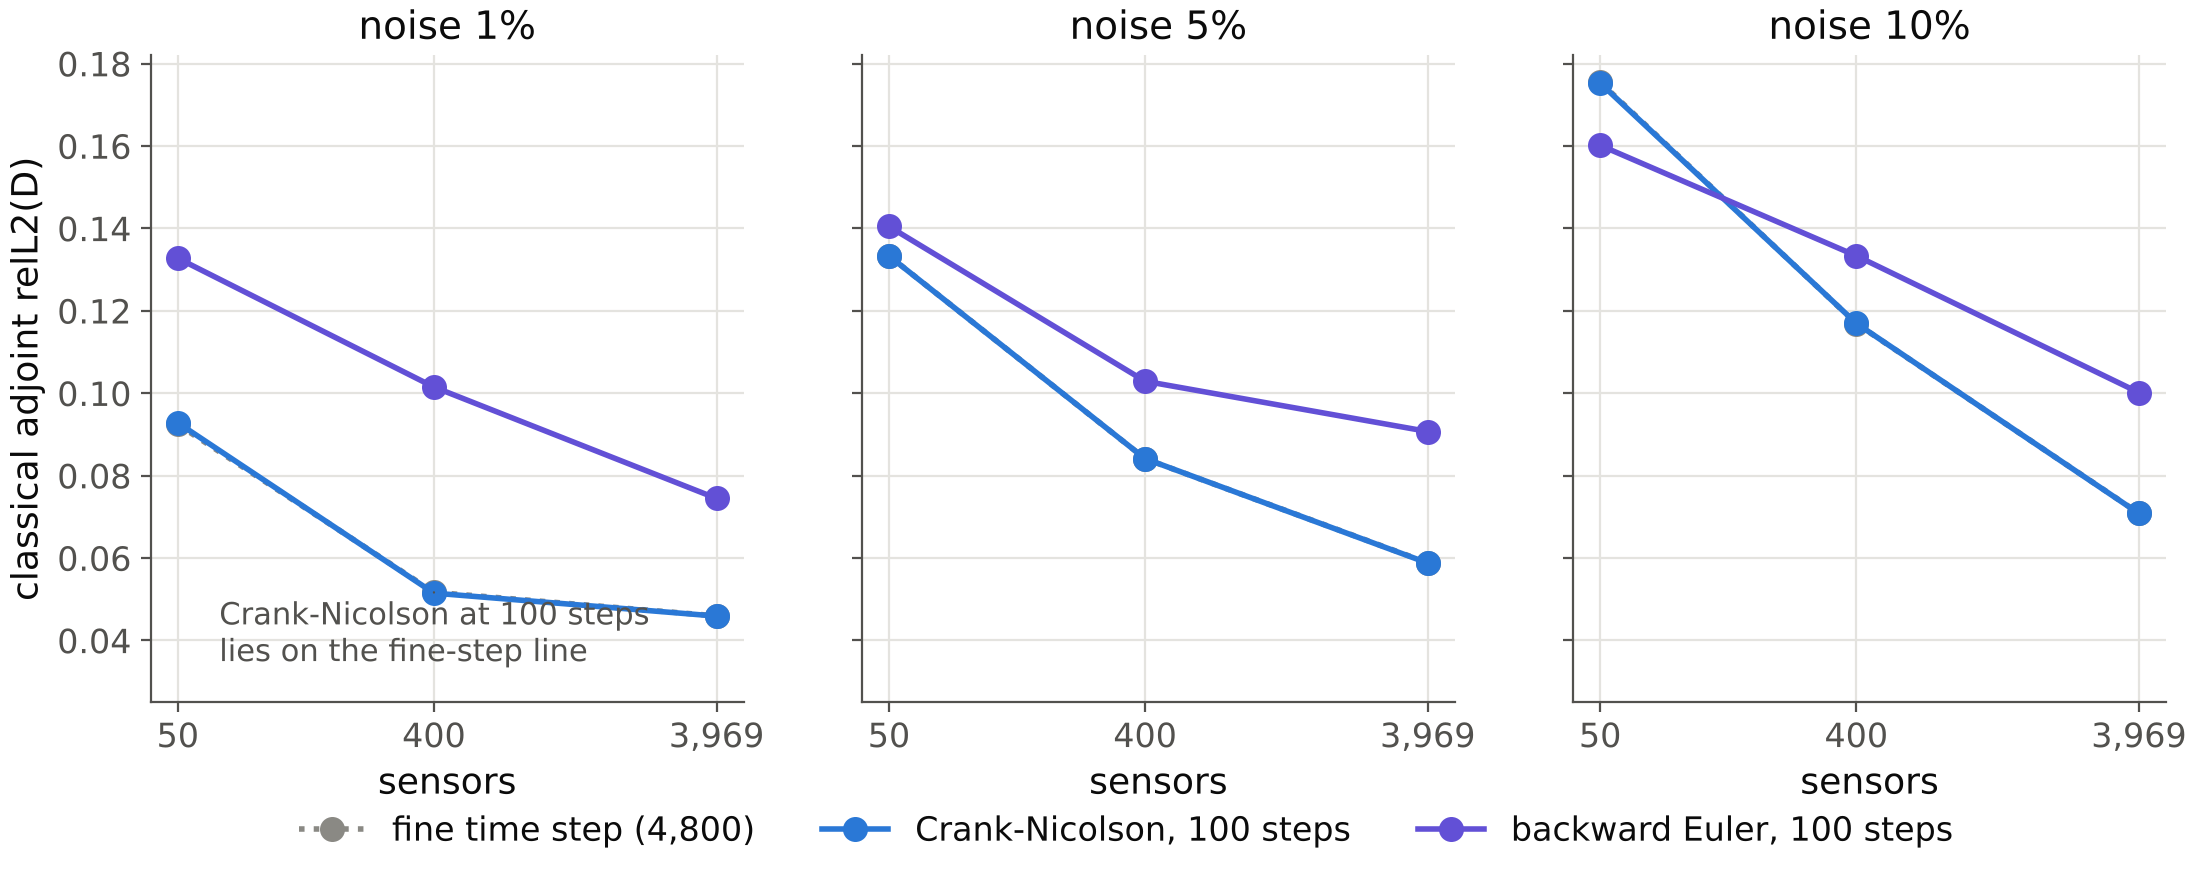 noise 1%
noise 5%
noise 10%
classical adjoint relL2(D)
0.18
0.16
0.14
0.12
0.10
0.08
0.06
0.04
Crank-Nicolson at 100 steps
lies on the fine-step line
50 400 3,969
50 400 3,969
50 400 3,969
sensors
sensors
sensors
fine time step (4,800)
Crank-Nicolson, 100 steps
backward Euler, 100 steps